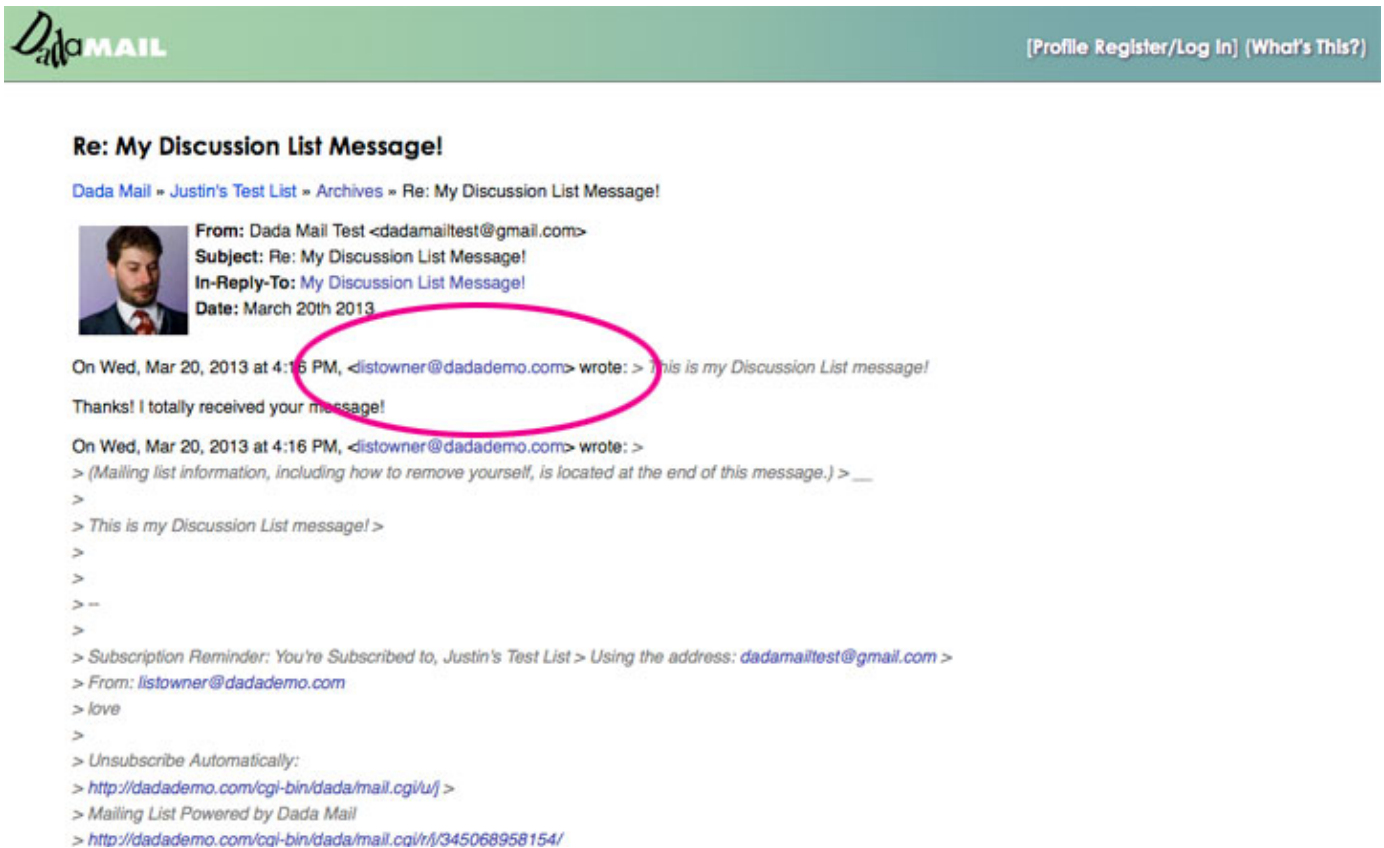 DadaMAIL
[Profile Register/Log In] (What's This?)
Re: My Discussion List Message!
Dada Mail » Justin's Test List » Archives » Re: My Discussion List Message!
From: Dada Mail Test <dadamailtest@gmail.com>
Subject: Re: My Discussion List Message!
In-Reply-To: My Discussion List Message!
Date: March 20th 2013
On Wed, Mar 20, 2013 at 4:16 PM, <listowner@dadademo.com> wrote: > This is my Discussion List message!
Thanks! I totally received your message!
On Wed, Mar 20, 2013 at 4:16 PM, <listowner@dadademo.com> wrote: >
> (Mailing list information, including how to remove yourself, is located at the end of this message.) > __
>
> This is my Discussion List message! >
>
>
> --
>
> Subscription Reminder: You're Subscribed to, Justin's Test List > Using the address: dadamailtest@gmail.com >
> From: listowner@dadademo.com
> love
>
> Unsubscribe Automatically:
> http://dadademo.com/cgi-bin/dada/mail.cgi/u/j >
> Mailing List Powered by Dada Mail
> http://dadademo.com/cgi-bin/dada/mail.cgi/r/j/345068958154/